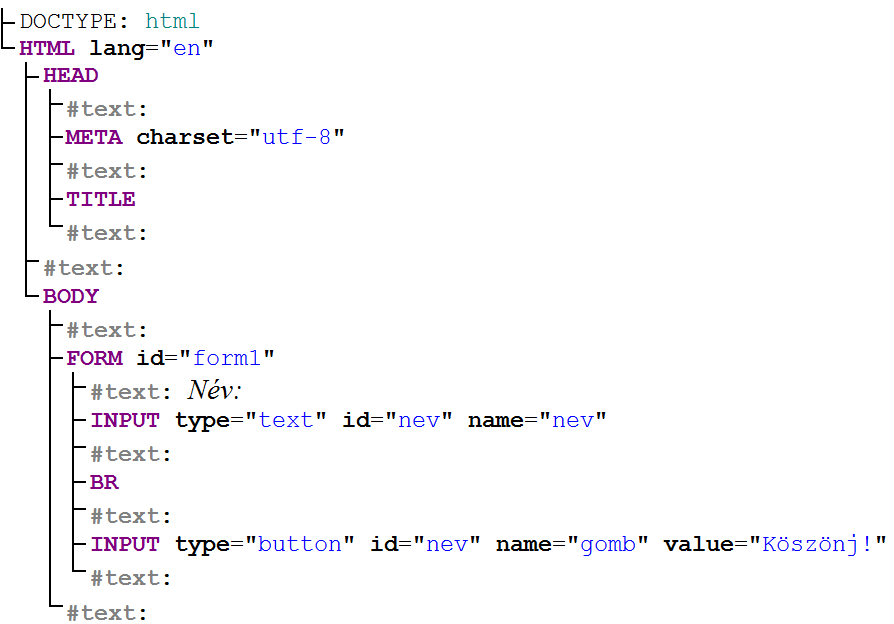 DOCTYPE: html
HTML lang="en"
HEAD
#text:
META charset="utf-8"
#text:
TITLE
#text:
#text:
BODY
#text:
FORM id="form1"
#text: Név:
INPUT type="text" id="nev" name="nev"
#text:
BR
#text:
INPUT type="button" id="nev" name="gomb" value="Köszönj!"
#text:
#text: